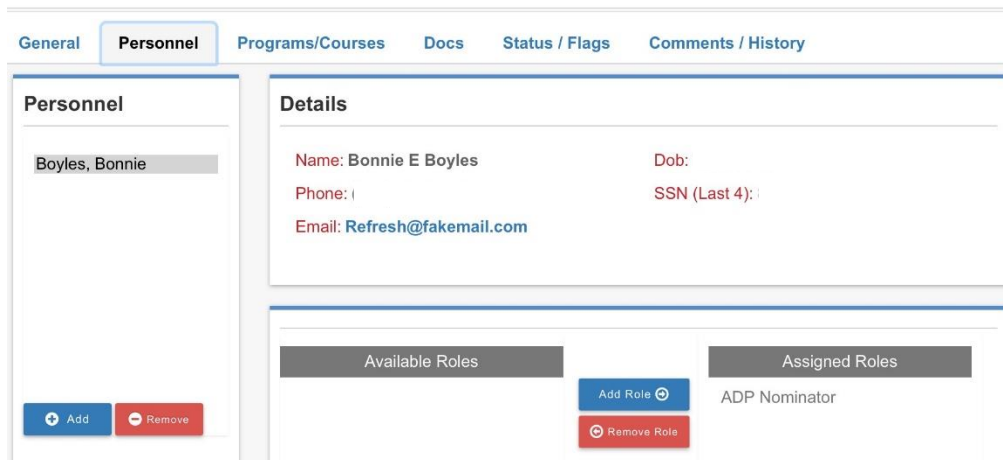 General Personnel Programs/Courses Docs Status / Flags Comments / History
Personnel
Boyles, Bonnie
Add Remove
Details
Name: Bonnie E Boyles Dob:
Phone: (
SSN (Last 4):
Email: Refresh@fakemail.com
Available Roles
Add Role
Remove Role
Assigned Roles
ADP Nominator